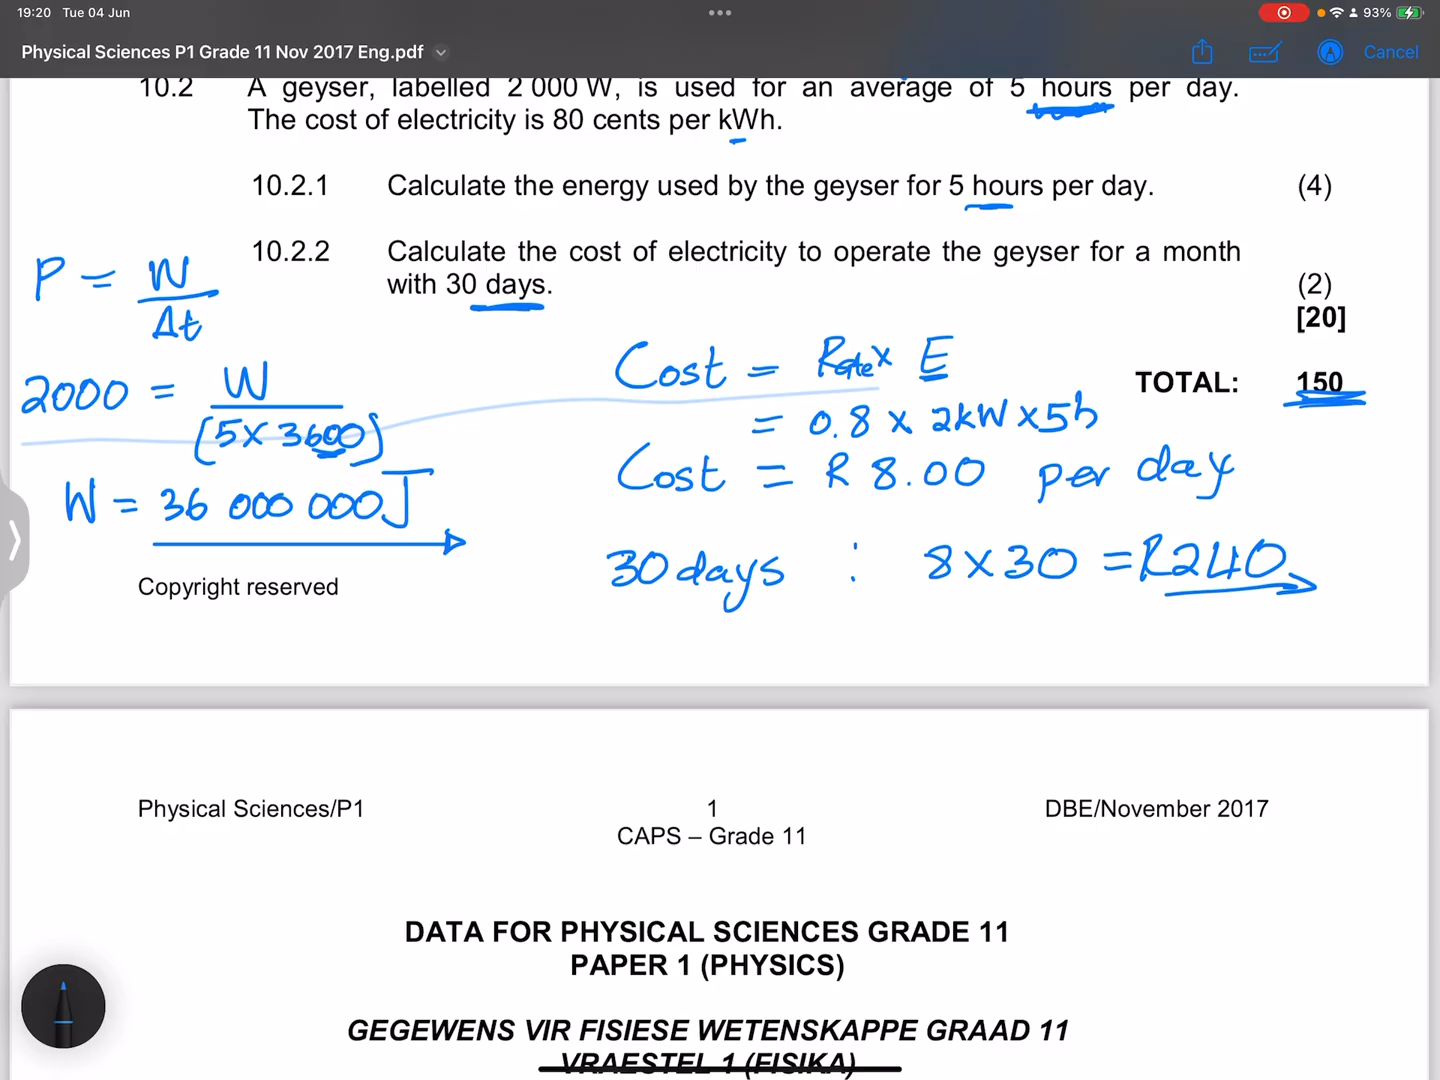 19:20 Tue 04 Jun
93%
Physical Sciences P1 Grade 11 Nov 2017 Eng.pdf
Cancel
10.2 A geyser, labelled 2 000 W, is used for an average of 5 hours per day.
The cost of electricity is 80 cents per kWh.
10.2.1 Calculate the energy used by the geyser for 5 hours per day. (4)
10.2.2 Calculate the cost of electricity to operate the geyser for a month
with 30 days. (2)
[20]
TOTAL: 150
P = W
Δt
2000 = W
(5x 3600)
W = 36 000 000J
Cost = Rate x E
= 0.8 x 2kW x 5h
Cost = R 8.00 per day
30 days : 8 x 30 = R240
Copyright reserved
Physical Sciences/P1 1 DBE/November 2017
CAPS – Grade 11
DATA FOR PHYSICAL SCIENCES GRADE 11
PAPER 1 (PHYSICS)
GEGEWENS VIR FISIESE WETENSKAPPE GRAAD 11
VRAESTEL 1 (FISIKA)